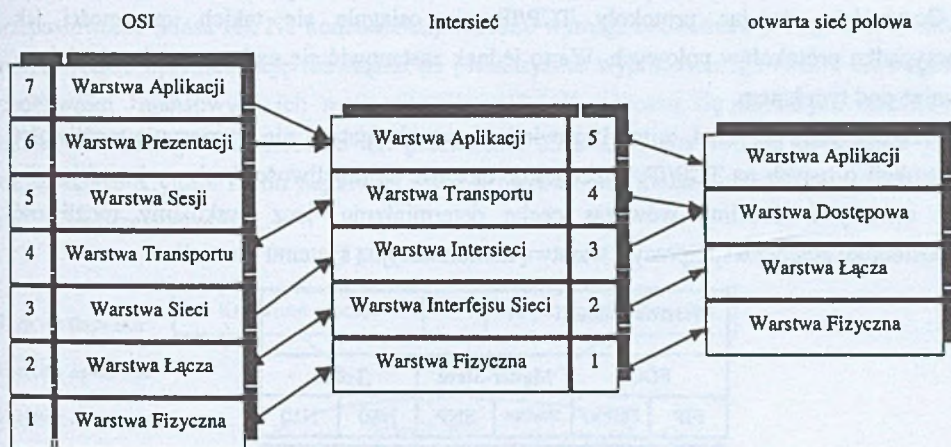 OSI
Intersieć
otwarta sieć polowa
7 Warstwa Aplikacji
6 Warstwa Prezentacji
5 Warstwa Sesji
4 Warstwa Transportu
3 Warstwa Sieci
2 Warstwa Łącza
1 Warstwa Fizyczna
Warstwa Aplikacji 5
Warstwa Transportu 4
Warstwa Intersieci 3
Warstwa Interfejsu Sieci 2
Warstwa Fizyczna 1
Warstwa Aplikacji
Warstwa Dostępowa
Warstwa Łącza
Warstwa Fizyczna